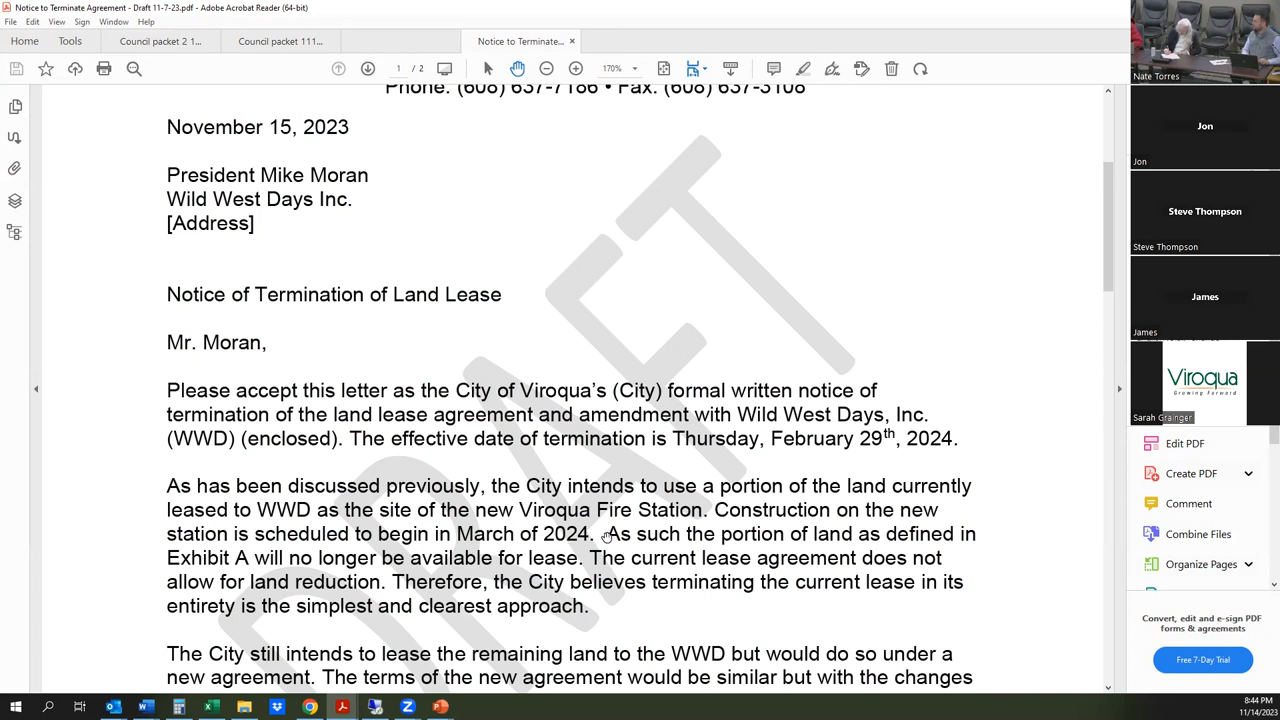 Notice to Terminate Agreement - Draft 11-7-23.pdf - Adobe Acrobat Reader (64-bit)
File Edit View Sign Window Help
Home Tools Council packet 2 1... Council packet 111... Notice to Terminate... ×
1 / 2 170%
Phone: (608) 637-7186 • Fax: (608) 637-3108
November 15, 2023
President Mike Moran
Wild West Days Inc.
[Address]
Notice of Termination of Land Lease
Mr. Moran,
Please accept this letter as the City of Viroqua's (City) formal written notice of
termination of the land lease agreement and amendment with Wild West Days, Inc.
(WWD) (enclosed). The effective date of termination is Thursday, February 29th, 2024.
As has been discussed previously, the City intends to use a portion of the land currently
leased to WWD as the site of the new Viroqua Fire Station. Construction on the new
station is scheduled to begin in March of 2024. As such the portion of land as defined in
Exhibit A will no longer be available for lease. The current lease agreement does not
allow for land reduction. Therefore, the City believes terminating the current lease in its
entirety is the simplest and clearest approach.
The City still intends to lease the remaining land to the WWD but would do so under a
new agreement. The terms of the new agreement would be similar but with the changes
DRAFT
Nate Torres
Jon
Jon
Steve Thompson
Steve Thompson
James
James
Viroqua
Growing Forward
Sarah Grainger
Edit PDF
Create PDF
Comment
Combine Files
Organize Pages
Convert, edit and e-sign PDF
forms & agreements
Free 7-Day Trial
8:44 PM
11/14/2023